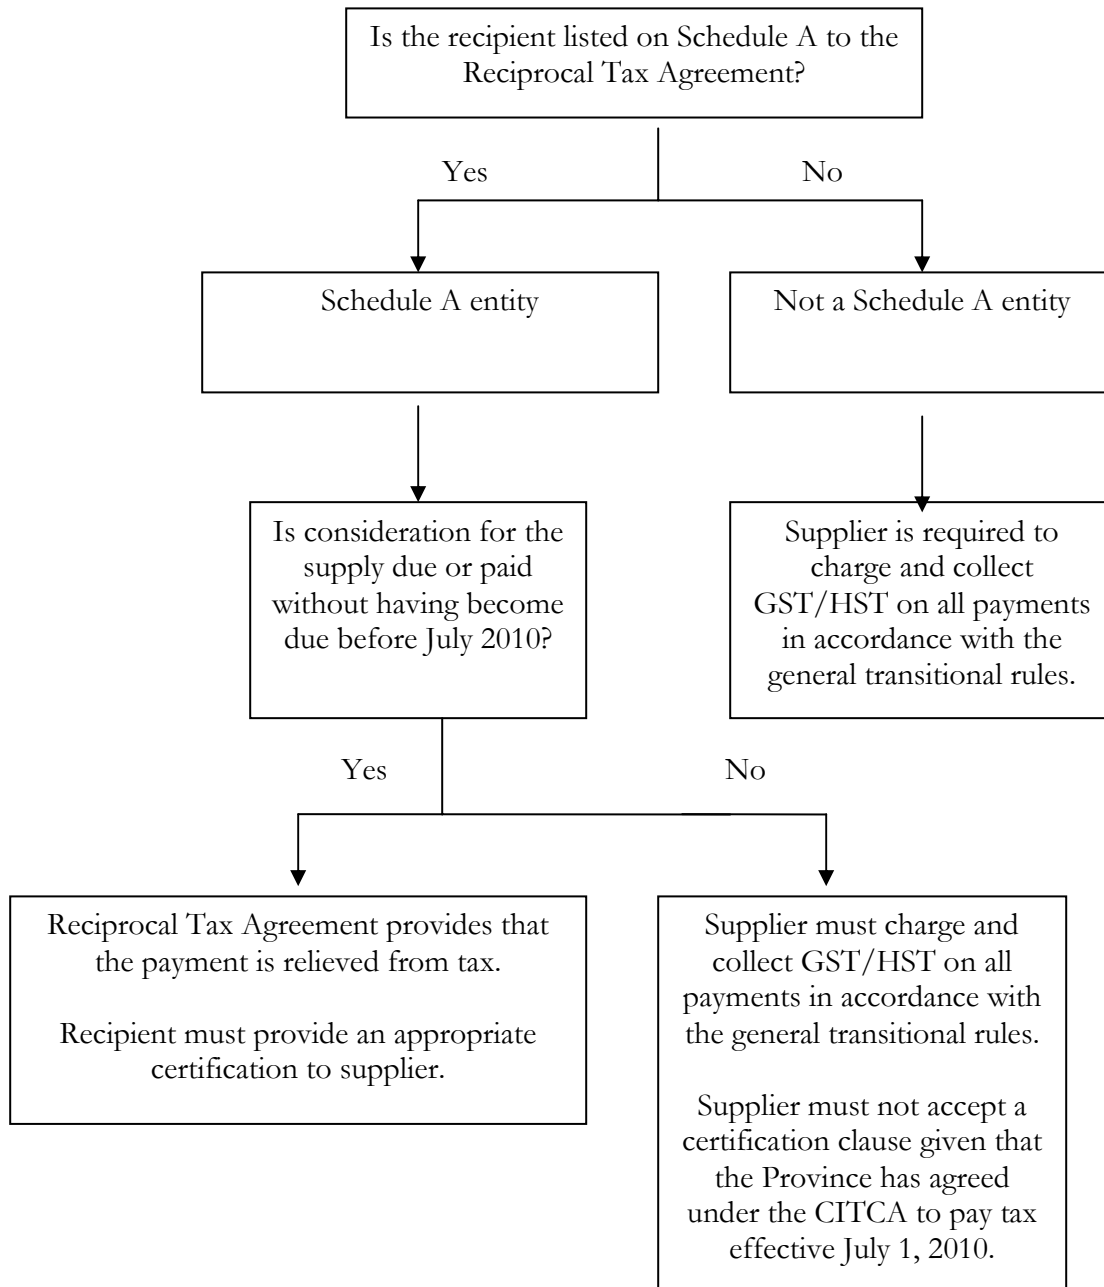 Is the recipient listed on Schedule A to the
Reciprocal Tax Agreement?
Yes
No
Schedule A entity
Not a Schedule A entity
Is consideration for the
supply due or paid
without having become
due before July 2010?
Supplier is required to
charge and collect
GST/HST on all payments
in accordance with the
general transitional rules.
Yes
No
Reciprocal Tax Agreement provides that
the payment is relieved from tax.
Recipient must provide an appropriate
certification to supplier.
Supplier must charge and
collect GST/HST on all
payments in accordance with
the general transitional rules.
Supplier must not accept a
certification clause given that
the Province has agreed
under the CITCA to pay tax
effective July 1, 2010.